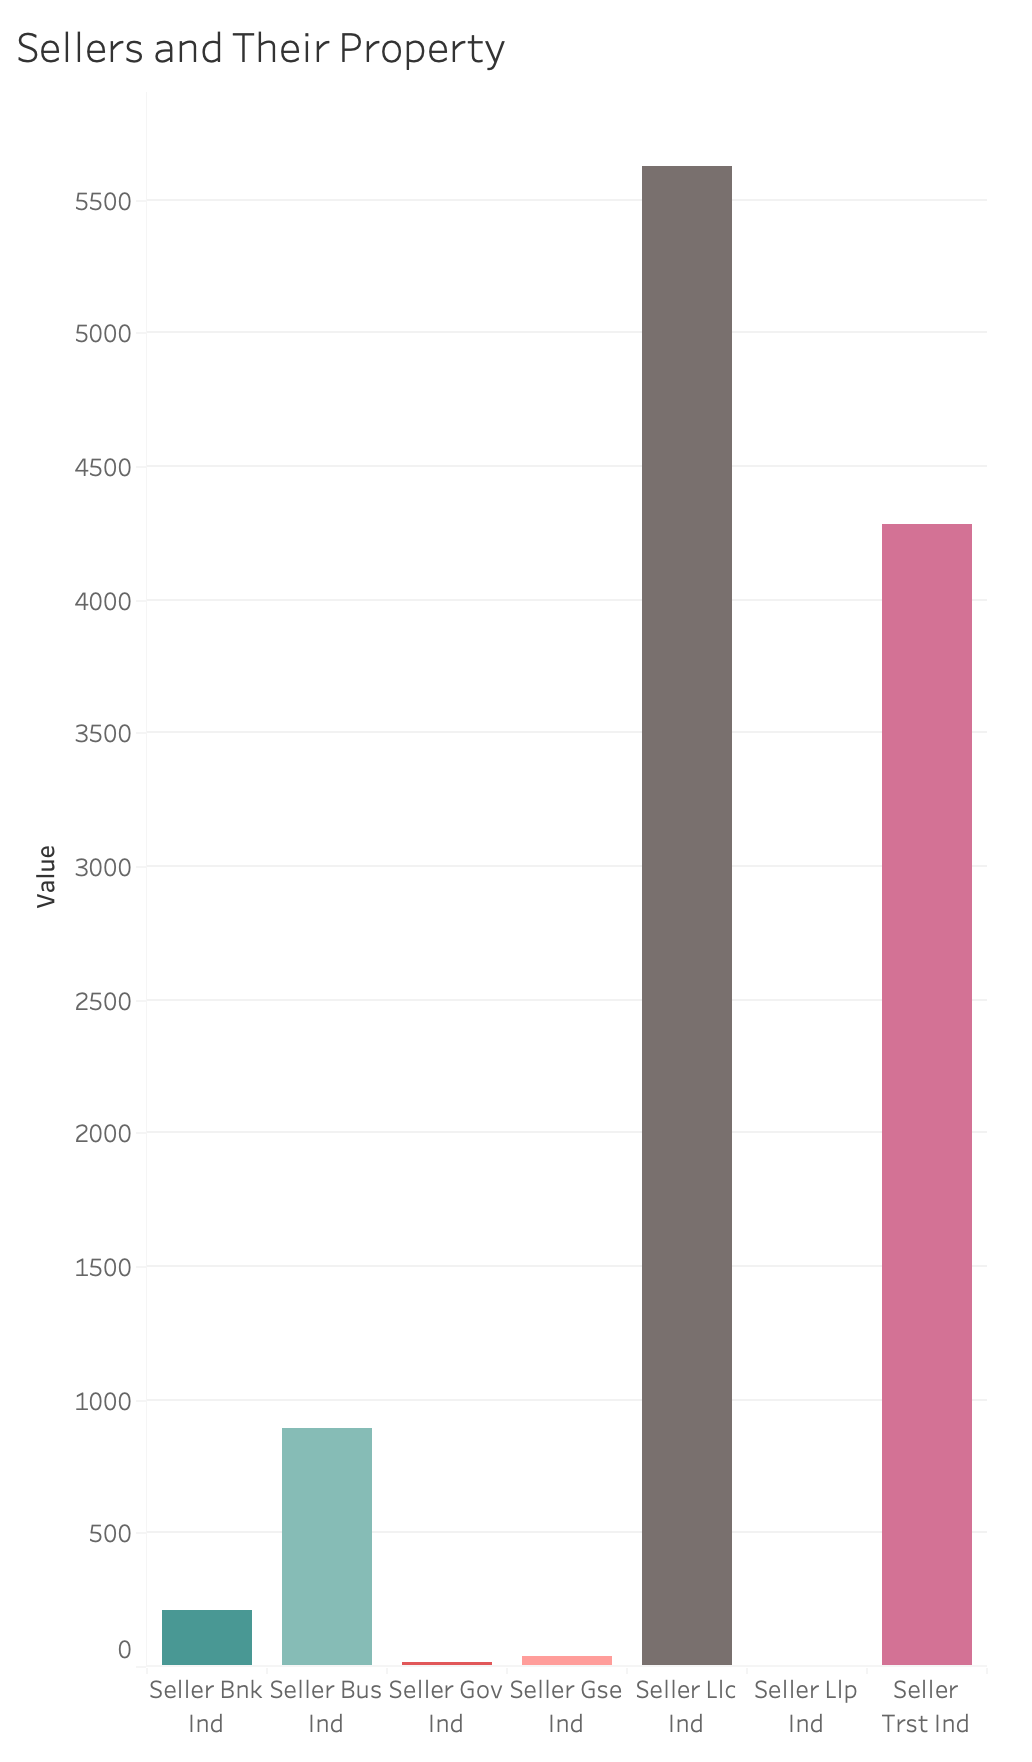 Sellers and Their Property
5500
5000
4500
4000
3500
3000
2500
2000
1500
1000
500
0
Value
Seller Bnk Ind
Seller Bus Ind
Seller Gov Ind
Seller Gse Ind
Seller Llc Ind
Seller Llp Ind
Seller Trst Ind